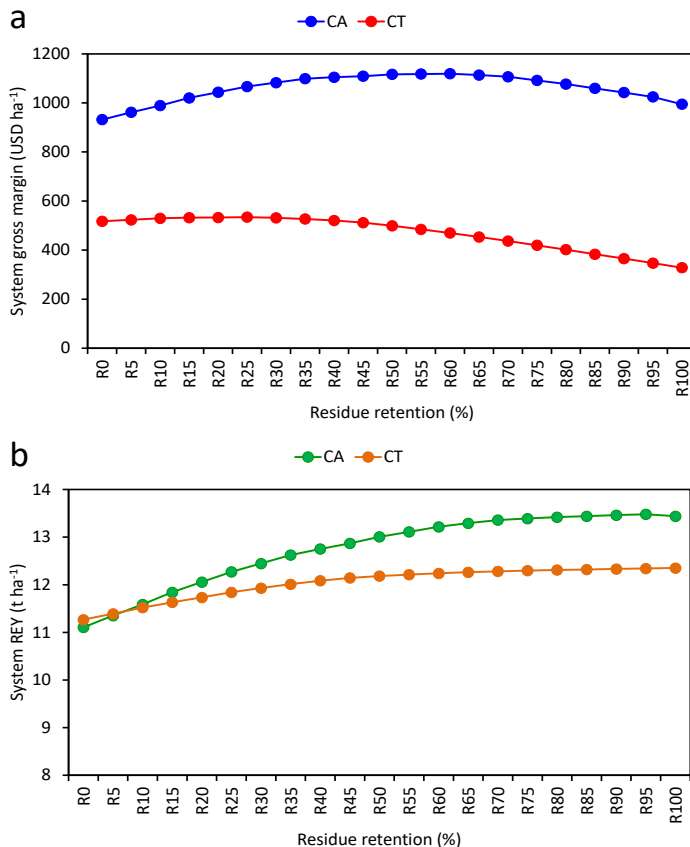 a
CA CT
System gross margin (USD ha⁻¹)
1200
1000
800
600
400
200
0
R0 R5 R10 R15 R20 R25 R30 R35 R40 R45 R50 R55 R60 R65 R70 R75 R80 R85 R90 R95 R100
Residue retention (%)
b
CA CT
System REY (t ha⁻¹)
14
13
12
11
10
9
8
R0 R5 R10 R15 R20 R25 R30 R35 R40 R45 R50 R55 R60 R65 R70 R75 R80 R85 R90 R95 R100
Residue retention (%)